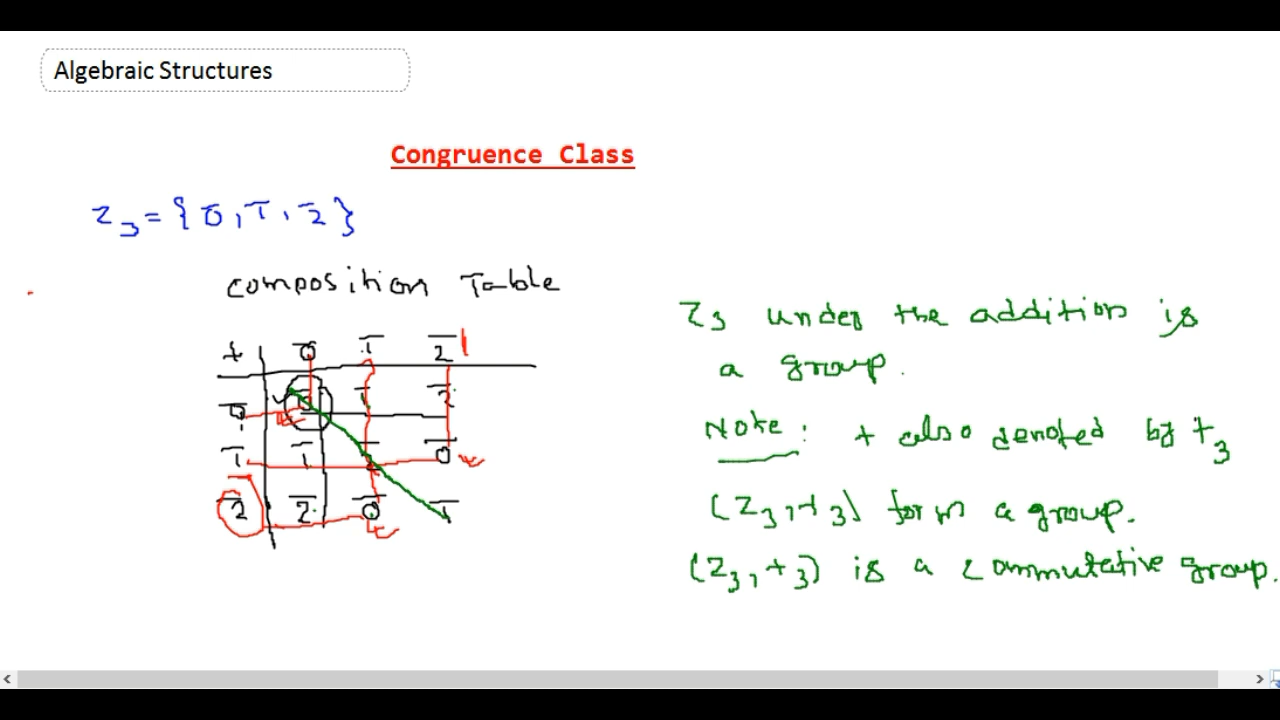 Algebraic Structures
Congruence Class
Z₃ = {0̅, 1̅, 2̅}
Composition Table
+ 0̅ 1̅ 2̅
0̅ 0̅ 1̅ 2̅
1̅ 1̅ 2̅ 0̅
2̅ 2̅ 0̅ 1̅
Z₃ under the addition is
a group.
Note: + also denoted by +₃
(Z₃, +₃) form a group.
(Z₃, +₃) is a commutative group.